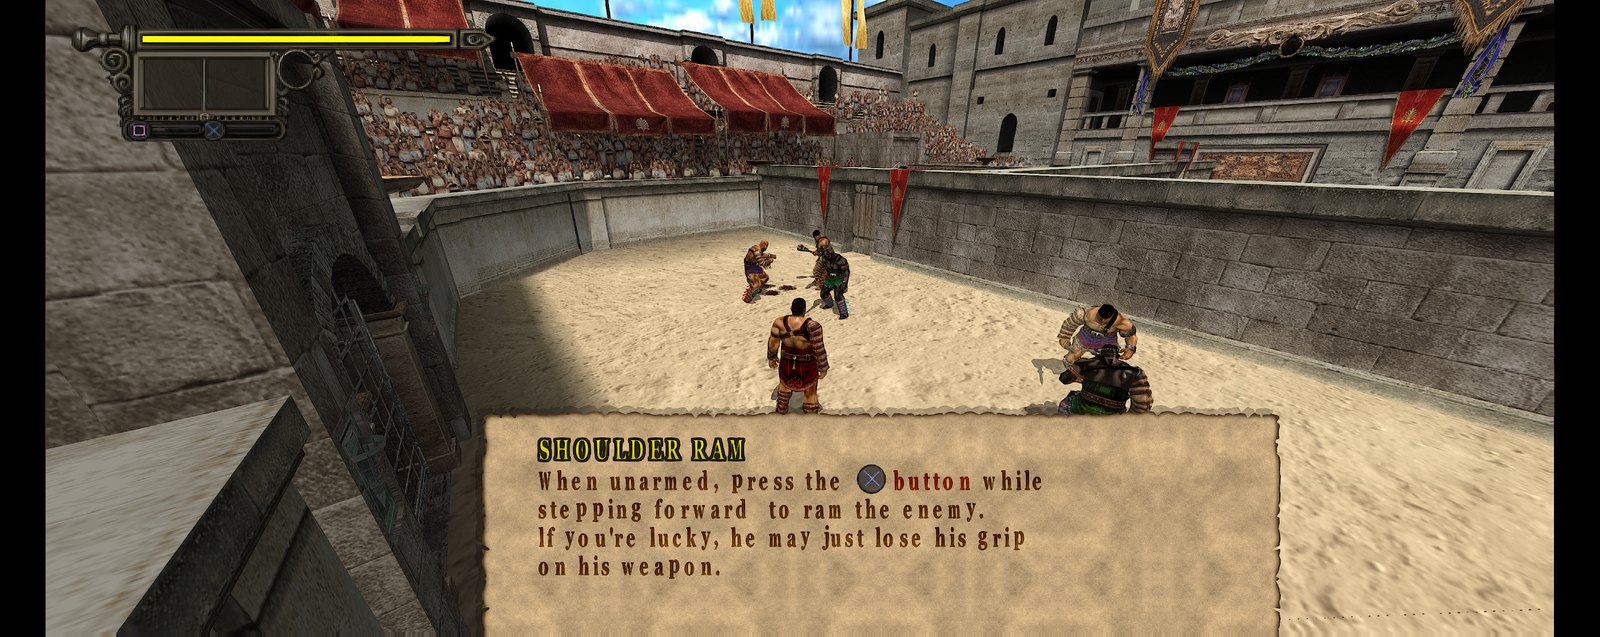 SHOULDER RAM
When unarmed, press the button while
stepping forward to ram the enemy.
If you're lucky, he may just lose his grip
on his weapon.